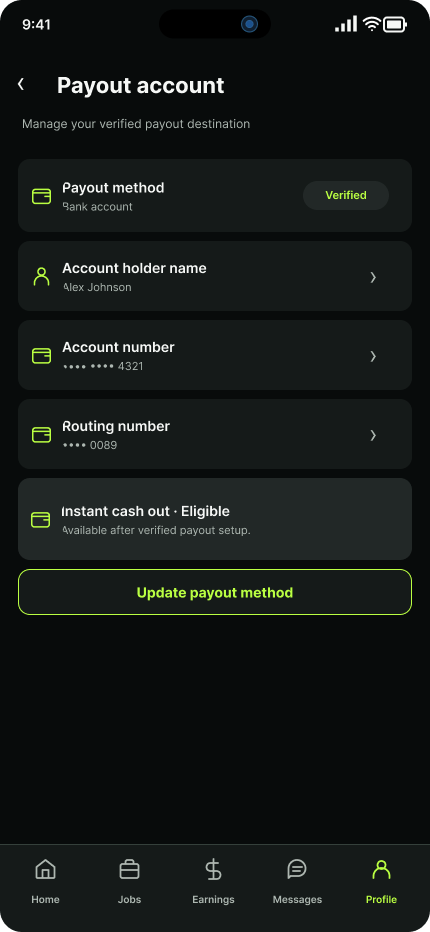 9:41
Payout account
Manage your verified payout destination
Payout method
Bank account
Verified
Account holder name
Alex Johnson
Account number
•••• •••• 4321
Routing number
•••• 0089
Instant cash out · Eligible
Available after verified payout setup.
Update payout method
Home
Jobs
Earnings
Messages
Profile